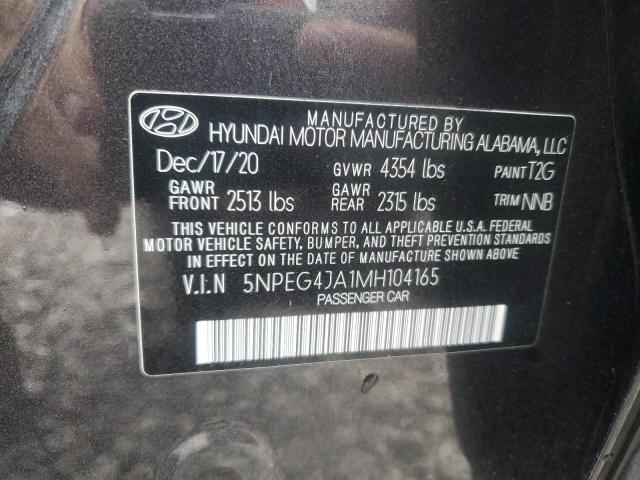 MANUFACTURED BY
HYUNDAI MOTOR MANUFACTURING ALABAMA, LLC
Dec/17/20 GVWR 4354 lbs PAINT T2G
GAWR FRONT 2513 lbs GAWR REAR 2315 lbs TRIM NNB
THIS VEHICLE CONFORMS TO ALL APPLICABLE U.S.A. FEDERAL
MOTOR VEHICLE SAFETY, BUMPER, AND THEFT PREVENTION STANDARDS
IN EFFECT ON THE DATE OF MANUFACTURE SHOWN ABOVE.
V.I.N 5NPEG4JA1MH104165
PASSENGER CAR